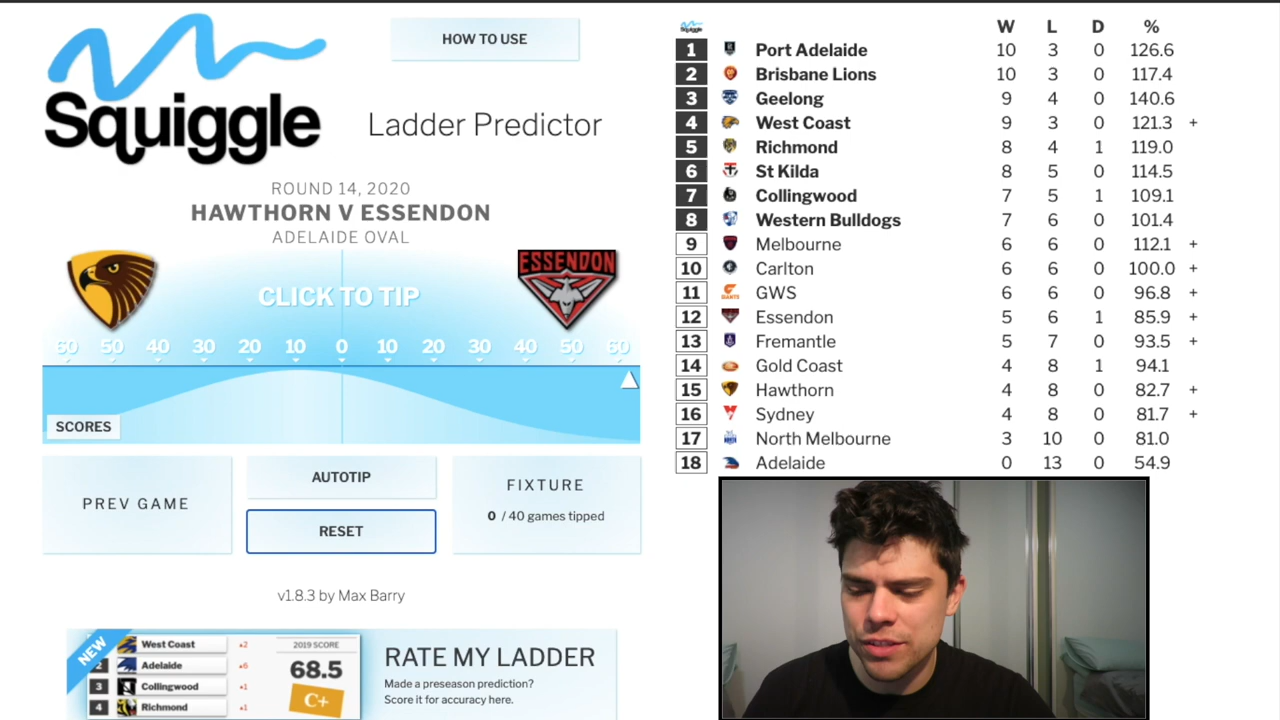 HOW TO USE
Squiggle
Ladder Predictor
ROUND 14, 2020
HAWTHORN V ESSENDON
ADELAIDE OVAL
ESSENDON
CLICK TO TIP
60 50 40 30 20 10 0 10 20 30 40 50 60
SCORES
PREV GAME
AUTOTIP
RESET
FIXTURE
0 / 40 games tipped
v1.8.3 by Max Barry
NEW
West Coast 2
2 Adelaide 6
3 Collingwood 1
4 Richmond 1
2019 SCORE
68.5
C+
RATE MY LADDER
Made a preseason prediction?
Score it for accuracy here.
Squiggle W L D %
1 Port Adelaide 10 3 0 126.6
2 Brisbane Lions 10 3 0 117.4
3 Geelong 9 4 0 140.6
4 West Coast 9 3 0 121.3 +
5 Richmond 8 4 1 119.0
6 St Kilda 8 5 0 114.5
7 Collingwood 7 5 1 109.1
8 Western Bulldogs 7 6 0 101.4
9 Melbourne 6 6 0 112.1 +
10 Carlton 6 6 0 100.0 +
11 GWS 6 6 0 96.8 +
12 Essendon 5 6 1 85.9 +
13 Fremantle 5 7 0 93.5 +
14 Gold Coast 4 8 1 94.1
15 Hawthorn 4 8 0 82.7 +
16 Sydney 4 8 0 81.7 +
17 North Melbourne 3 10 0 81.0
18 Adelaide 0 13 0 54.9